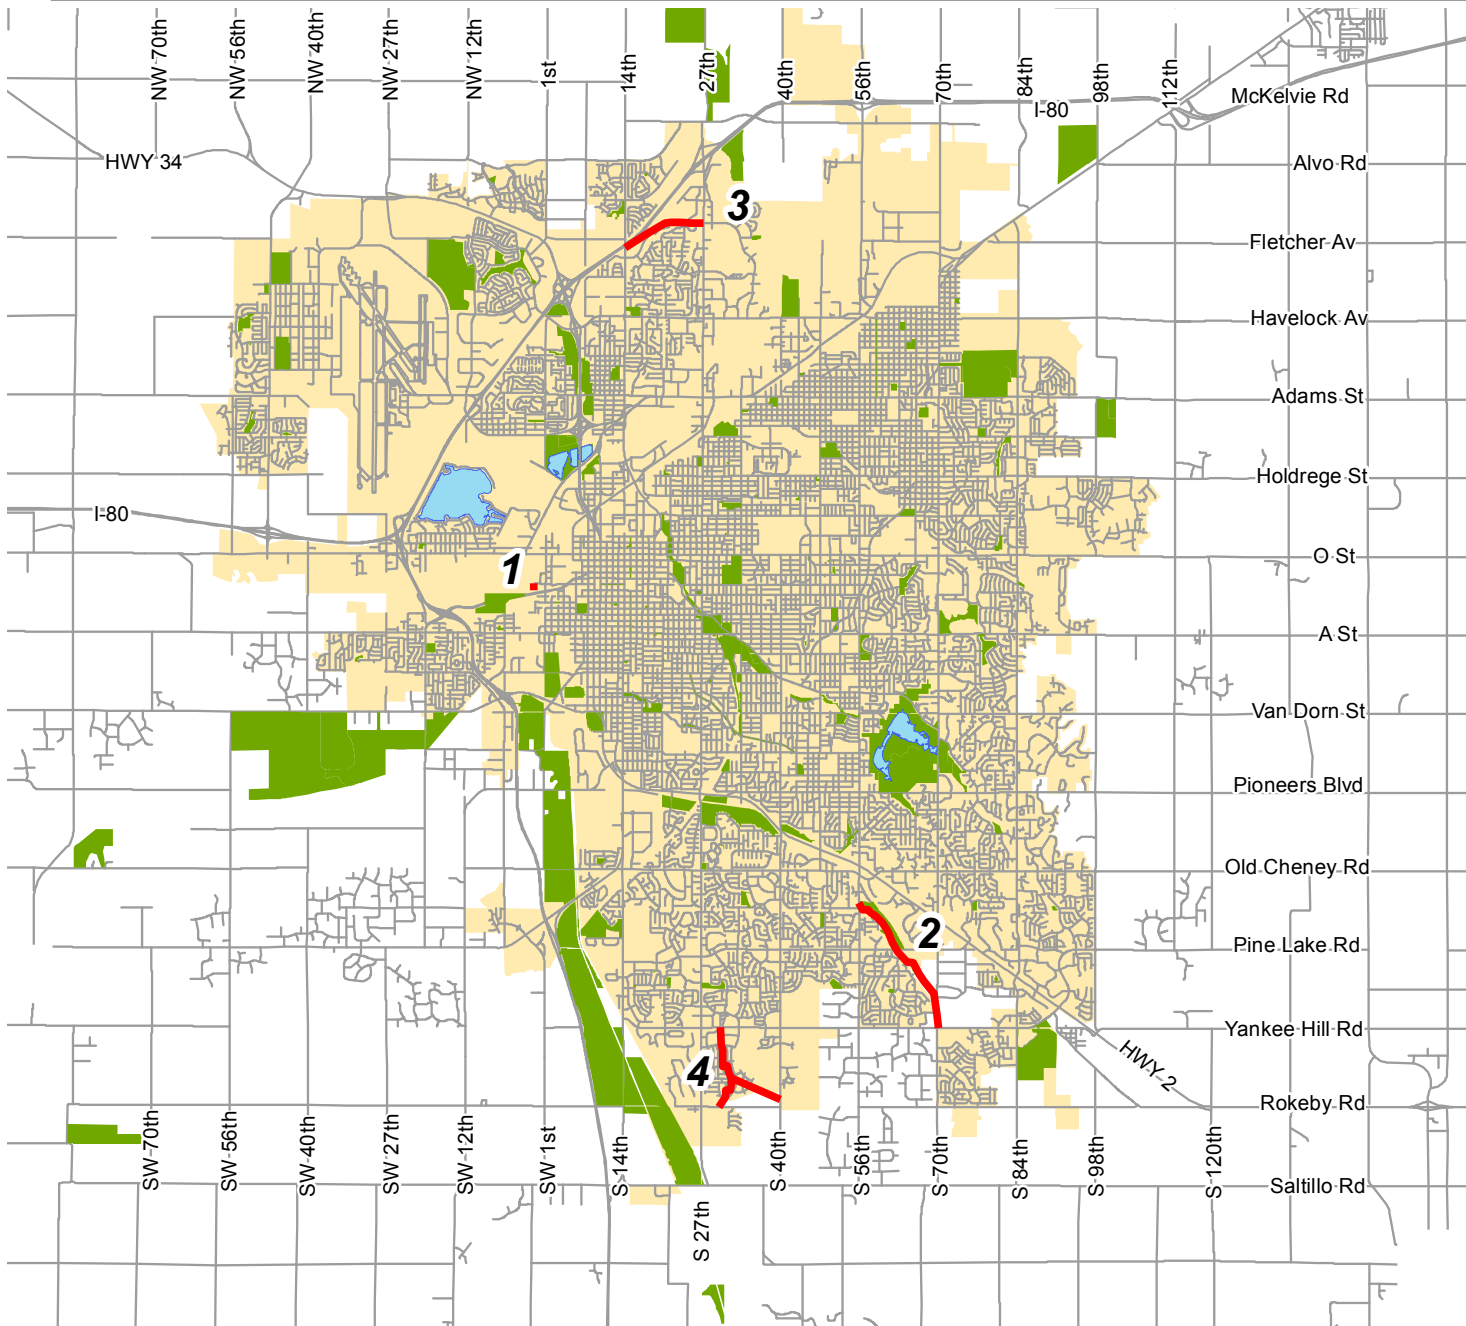 NW 70th
NW 56th
NW 40th
NW 27th
NW 12th
1st
14th
27th
40th
56th
70th
84th
98th
112th
McKelvie Rd
I-80
HWY 34
Alvo Rd
3
Fletcher Av
Havelock Av
Adams St
Holdrege St
I-80
O St
1
A St
Van Dorn St
Pioneers Blvd
Old Cheney Rd
2
Pine Lake Rd
Yankee Hill Rd
HWY 2
4
Rokeby Rd
SW 70th
SW 56th
SW 40th
SW 27th
SW 12th
SW 1st
S 14th
S 27th
S 40th
S 56th
S 70th
S 84th
S 98th
S 120th
Saltillo Rd